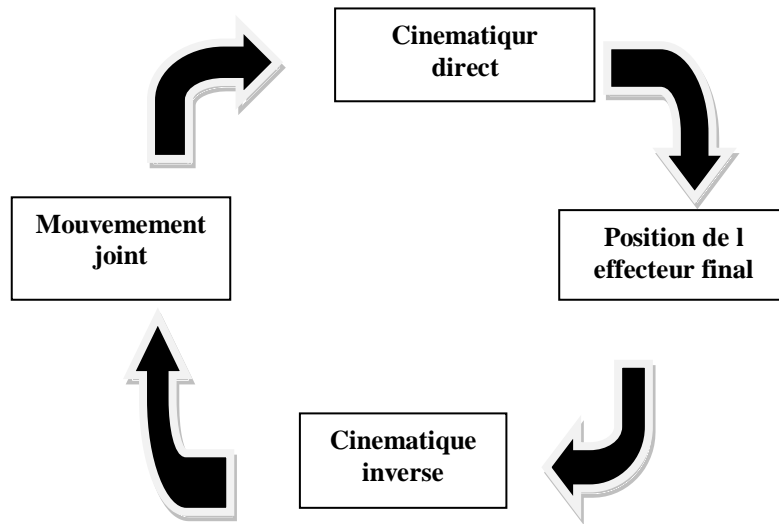 Cinematiqur
direct
Mouvemement
joint
Position de l
effecteur final
Cinematique
inverse